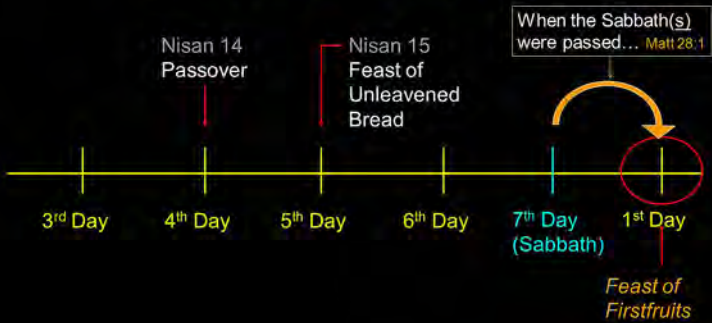 When the Sabbath(s)
were passed... Matt 28:1
Nisan 14
Passover
Nisan 15
Feast of
Unleavened
Bread
3rd Day
4th Day
5th Day
6th Day
7th Day
(Sabbath)
1st Day
Feast of
Firstfruits